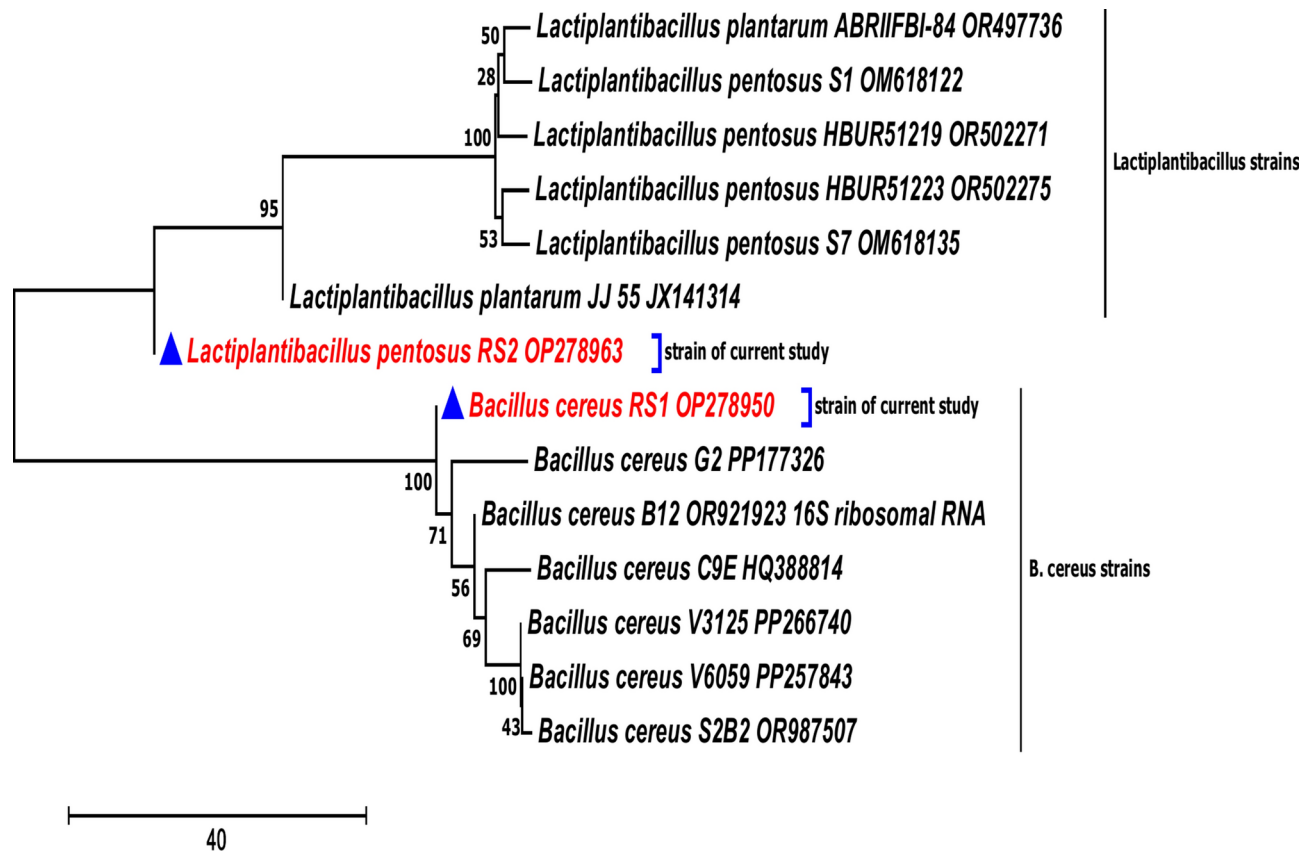 50
Lactiplantibacillus plantarum ABRIIFBI-84 OR497736
28
Lactiplantibacillus pentosus S1 OM618122
100
Lactiplantibacillus pentosus HBUR51219 OR502271
Lactiplantibacillus strains
Lactiplantibacillus pentosus HBUR51223 OR502275
95
53
Lactiplantibacillus pentosus S7 OM618135
Lactiplantibacillus plantarum JJ 55 JX141314
Lactiplantibacillus pentosus RS2 OP278963 strain of current study
Bacillus cereus RS1 OP278950 strain of current study
100
Bacillus cereus G2 PP177326
71
Bacillus cereus B12 OR921923 16S ribosomal RNA
56
Bacillus cereus C9E HQ388814
B. cereus strains
69
Bacillus cereus V3125 PP266740
100
Bacillus cereus V6059 PP257843
43
Bacillus cereus S2B2 OR987507
40